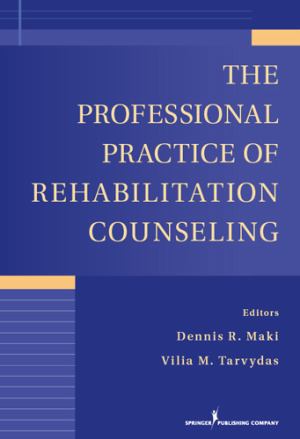 THE
PROFESSIONAL
PRACTICE OF
REHABILITATION
COUNSELING
Editors
Dennis R. Maki
Vilia M. Tarvydas
SPRINGER PUBLISHING COMPANY